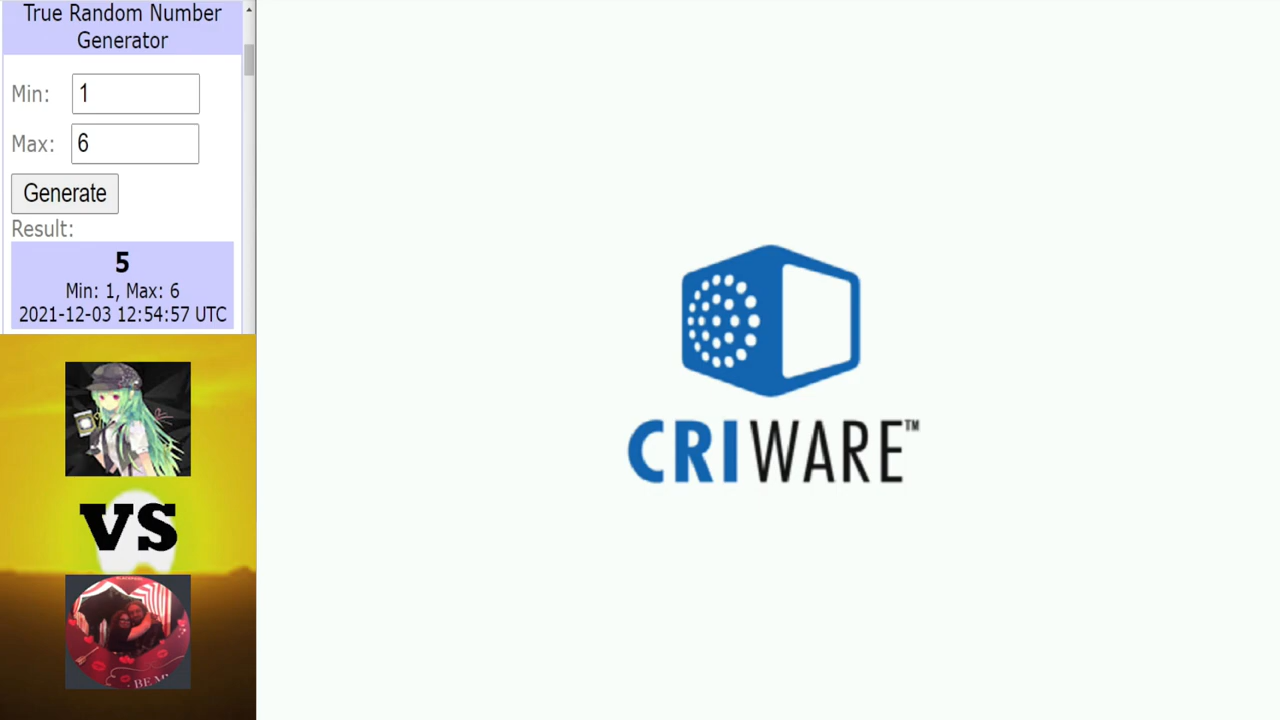 True Random Number
Generator
Min: 1
Max: 6
Generate
Result:
5
Min: 1, Max: 6
2021-12-03 12:54:57 UTC
vs
CRIWARE™